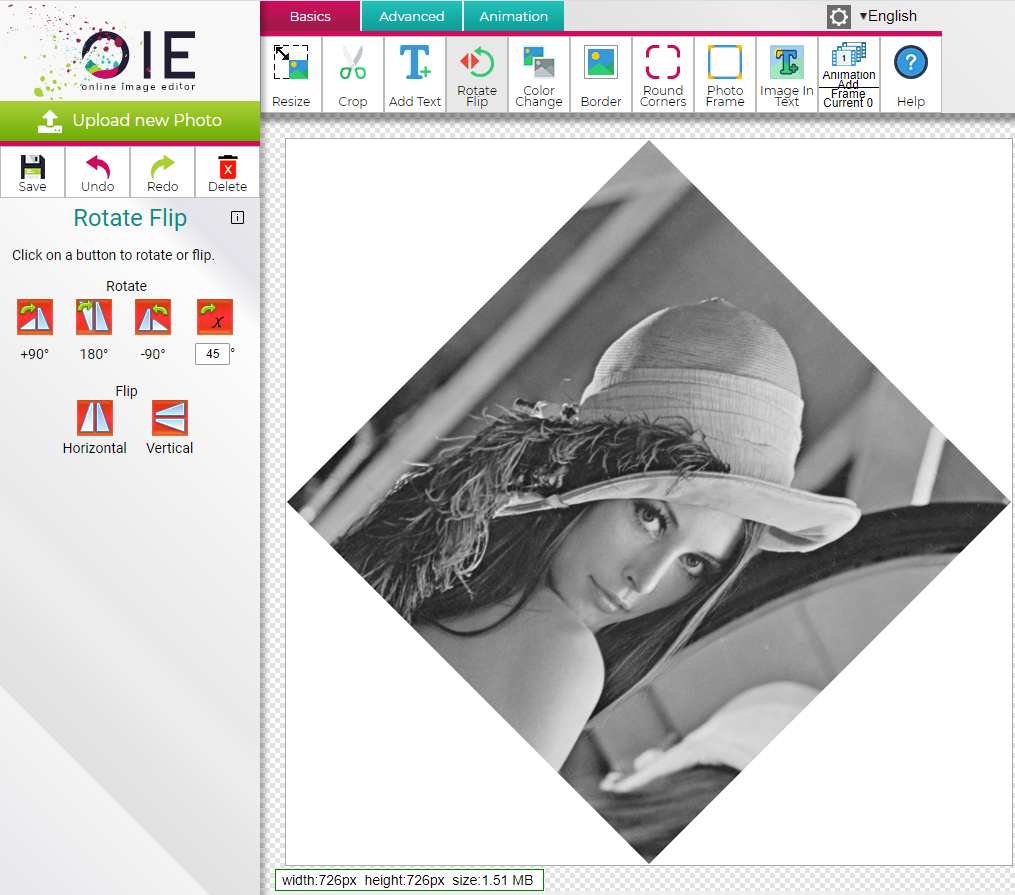 OIE
online image editor
Upload new Photo
Save Undo Redo Delete
Basics Advanced Animation
▾English
Resize
Crop
Add Text
Rotate
Flip
Color
Change
Border
Round
Corners
Photo
Frame
Image In
Text
1
Animation
Add
Frame
Current 0
?
Help
Rotate Flip i
Click on a button to rotate or flip.
Rotate
x
+90° 180° -90° 45 °
Flip
Horizontal Vertical
width:726px height:726px size:1.51 MB